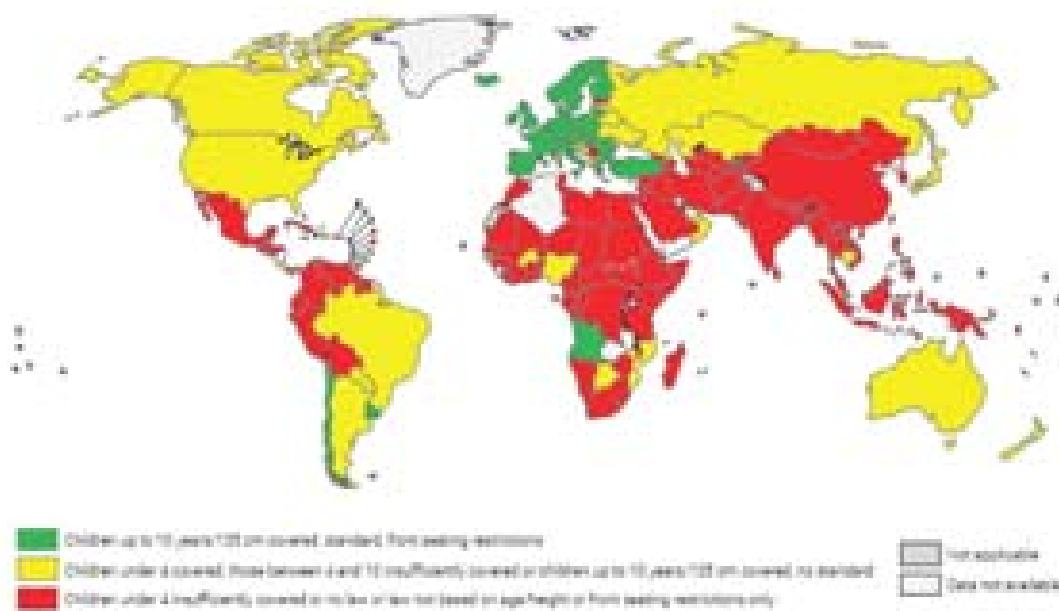 Children up to 10 years/135 cm covered, standard, front seating restrictions
Children under 4 covered, those between 4 and 10 insufficiently covered or children up to 10 years/135 cm covered, no standard
Children under 4 insufficiently covered or no law or law not based on age/height or front seating restrictions only
Not applicable
Data not available